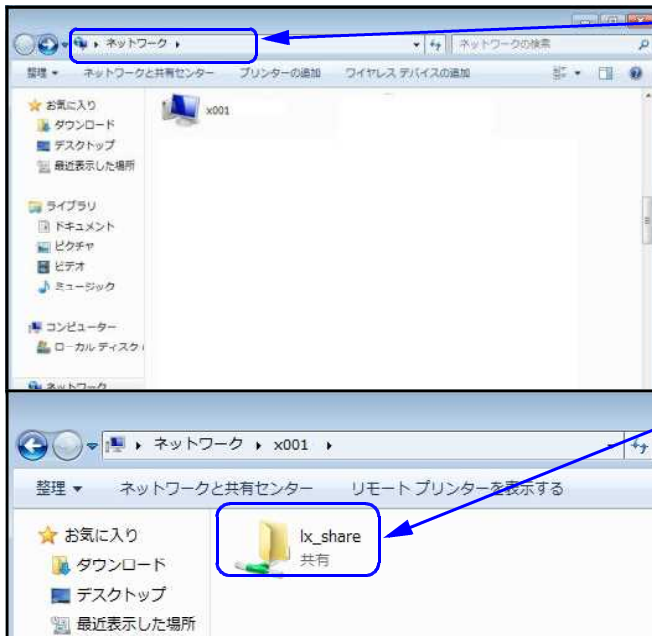 ネットワーク
ネットワークの検索
整理 ネットワークと共有センター プリンターの追加 ワイヤレス デバイスの追加
お気に入り
ダウンロード
デスクトップ
最近表示した場所
x001
ライブラリ
ドキュメント
ピクチャ
ビデオ
ミュージック
コンピューター
ローカル ディスク
ネットワーク
ネットワーク x001
整理 ネットワークと共有センター リモート プリンターを表示する
お気に入り
ダウンロード
デスクトップ
最近表示した場所
lx_share
共有